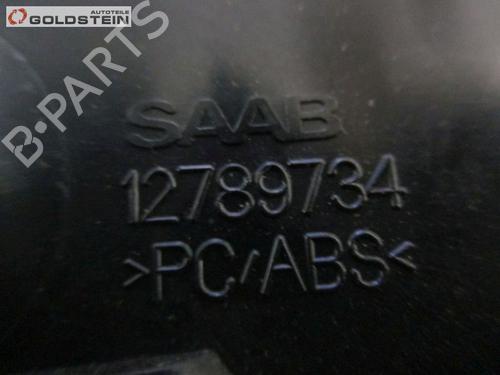 AUTOTEILE
GOLDSTEIN
B-PARTS
SAAB
12789734
>PC/ABS<